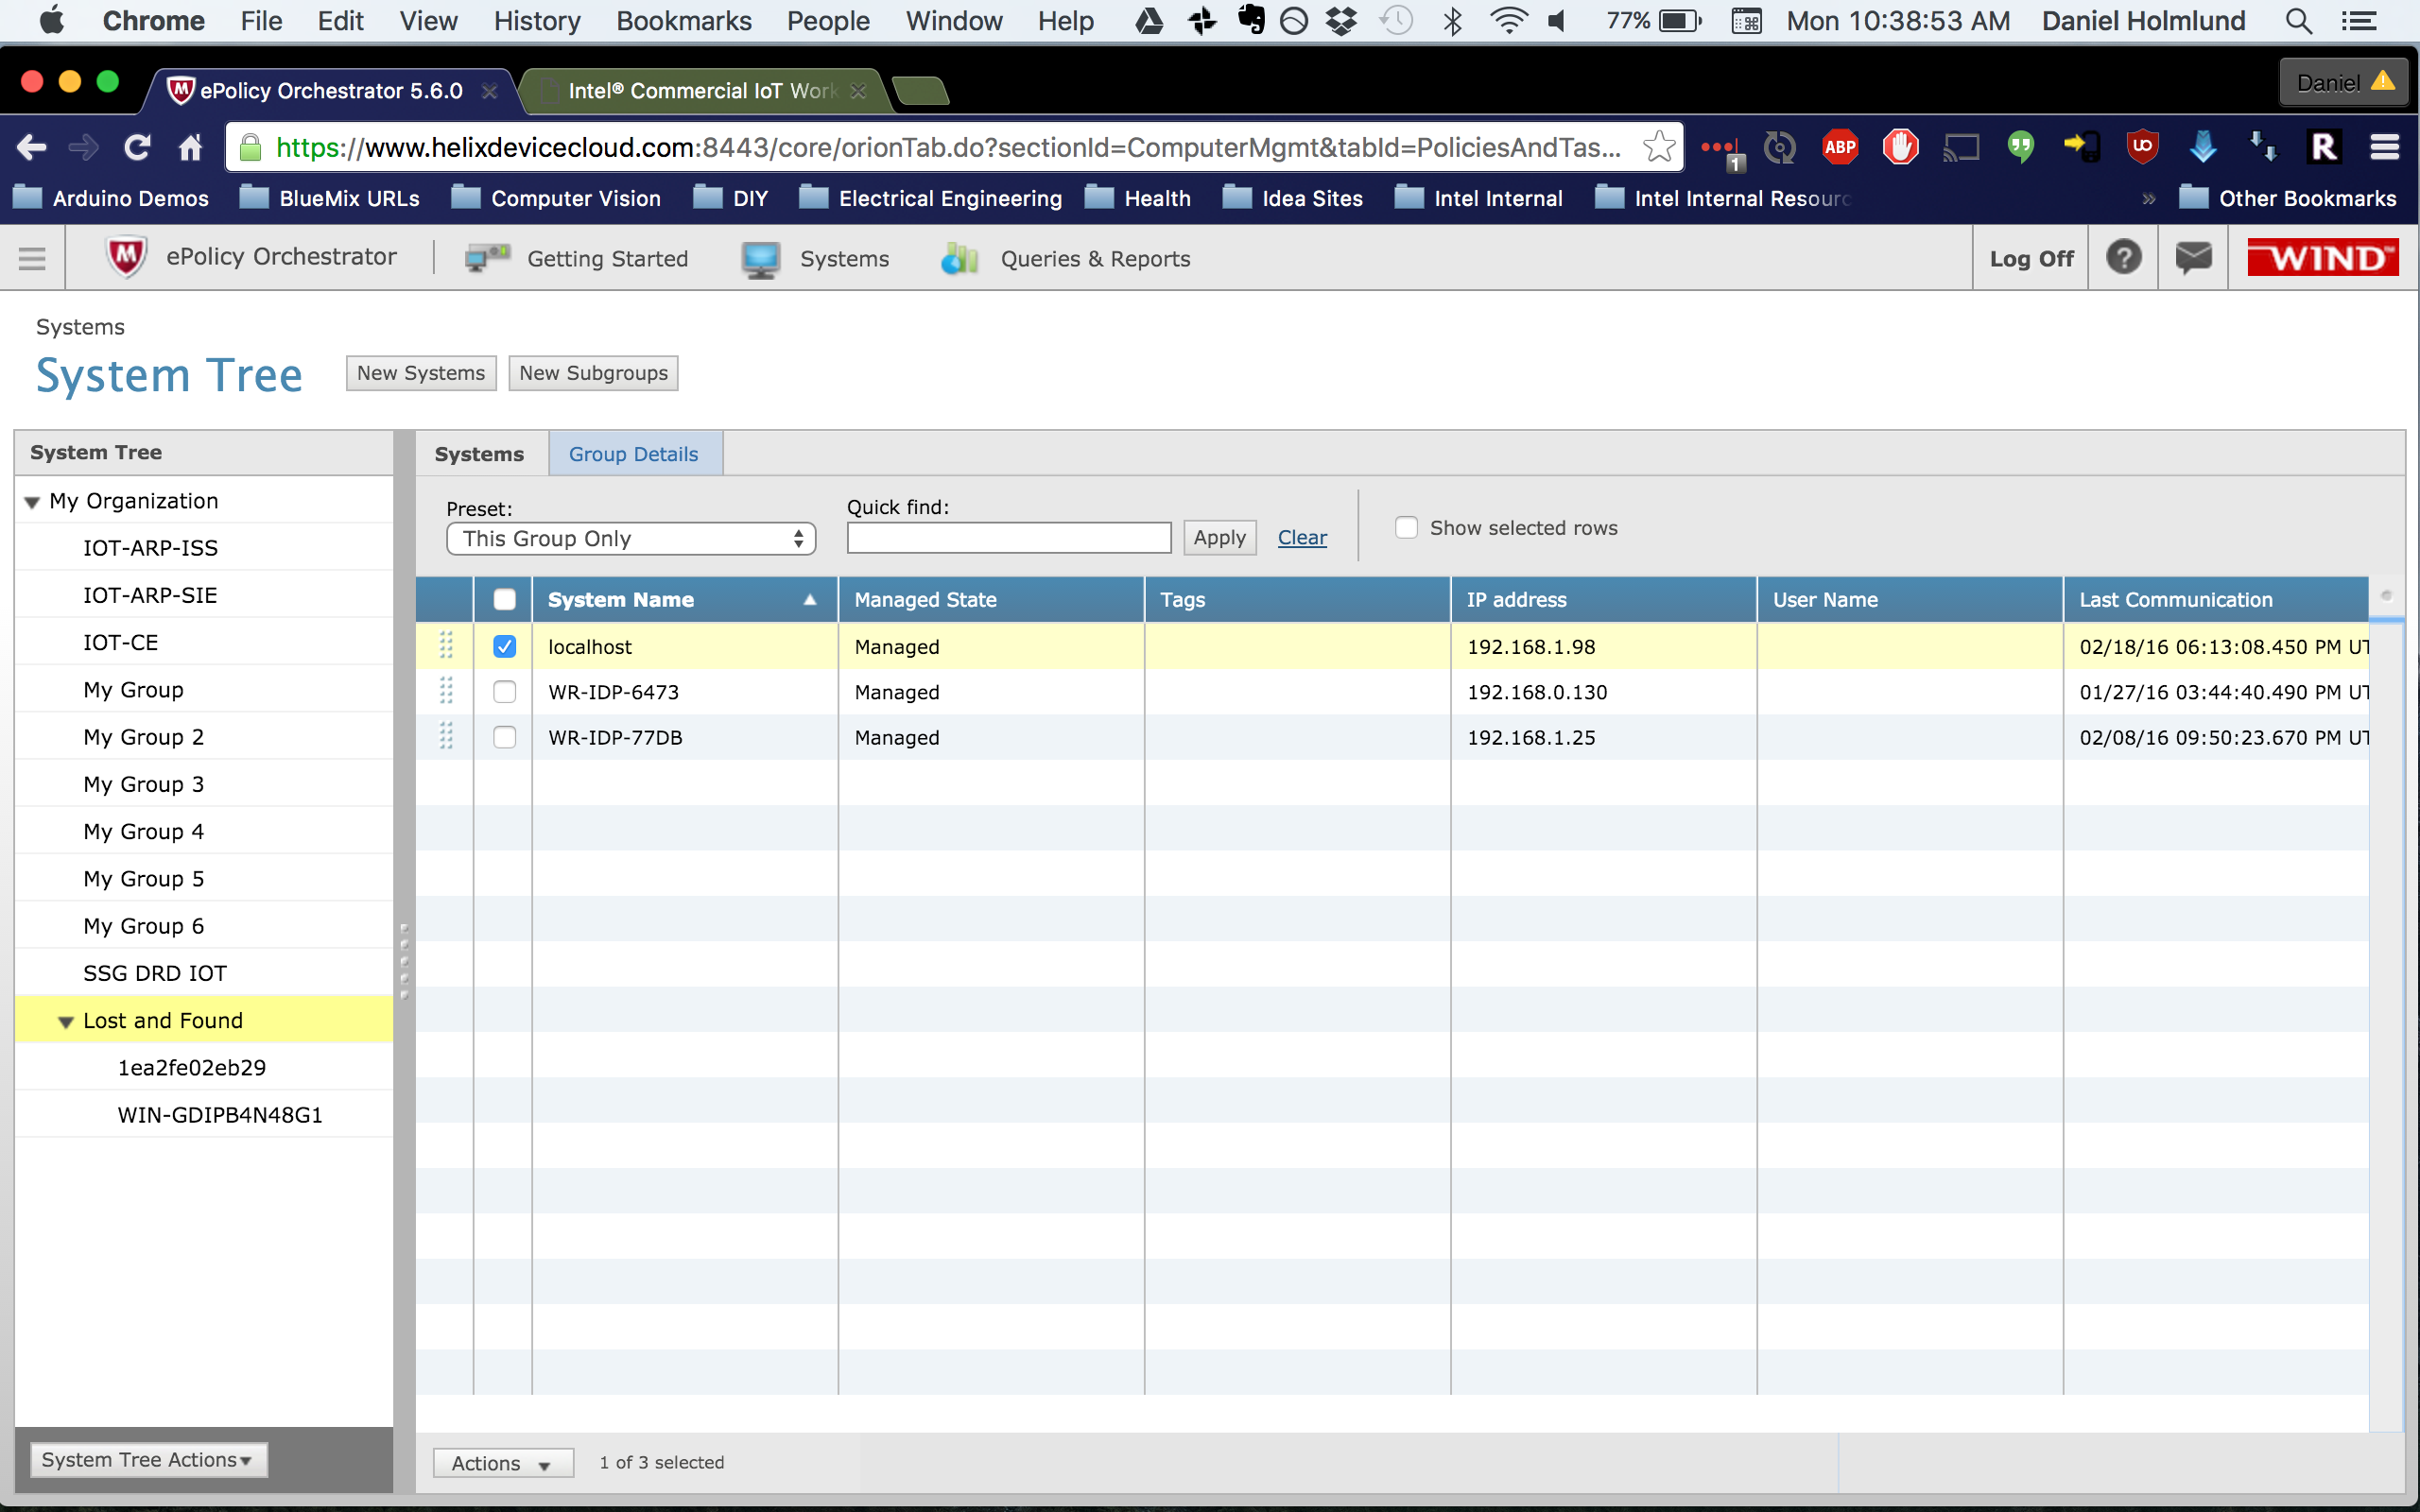 Chrome File Edit View History Bookmarks People Window Help 77% Mon 10:38:53 AM Daniel Holmlund
ePolicy Orchestrator 5.6.0 Intel® Commercial IoT Work Daniel
https://www.helixdevicecloud.com:8443/core/orionTab.do?sectionId=ComputerMgmt&tabId=PoliciesAndTas... 1 ABP UD R
Arduino Demos BlueMix URLs Computer Vision DIY Electrical Engineering Health Idea Sites Intel Internal Intel Internal Resourc » Other Bookmarks
M ePolicy Orchestrator Getting Started Systems Queries & Reports Log Off ? WIND™
Systems
System Tree New Systems New Subgroups
System Tree
My Organization
IOT-ARP-ISS
IOT-ARP-SIE
IOT-CE
My Group
My Group 2
My Group 3
My Group 4
My Group 5
My Group 6
SSG DRD IOT
Lost and Found
1ea2fe02eb29
WIN-GDIPB4N48G1
System Tree Actions
Systems Group Details
Preset: Quick find:
This Group Only Apply Clear Show selected rows
System Name Managed State Tags IP address User Name Last Communication
localhost Managed 192.168.1.98 02/18/16 06:13:08.450 PM UT
WR-IDP-6473 Managed 192.168.0.130 01/27/16 03:44:40.490 PM UT
WR-IDP-77DB Managed 192.168.1.25 02/08/16 09:50:23.670 PM UT
Actions 1 of 3 selected